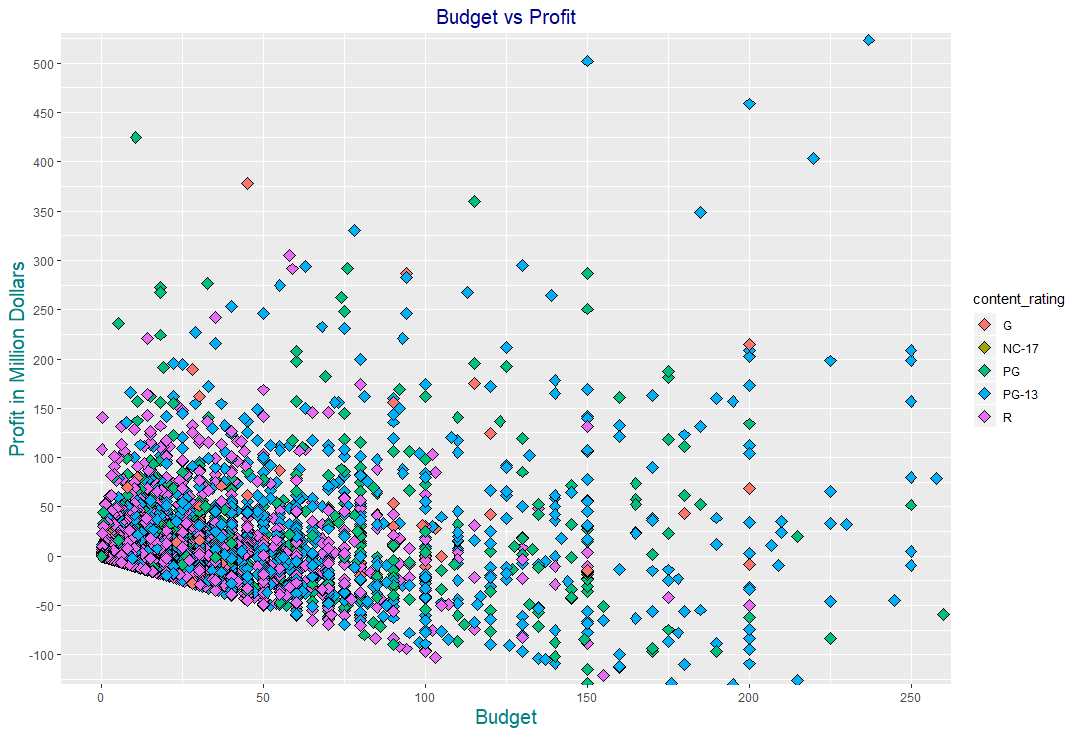 Budget vs Profit
Profit in Million Dollars
500
450
400
350
300
250
200
150
100
50
0
-50
-100
0
50
100
150
200
250
Budget
content_rating
G
NC-17
PG
PG-13
R